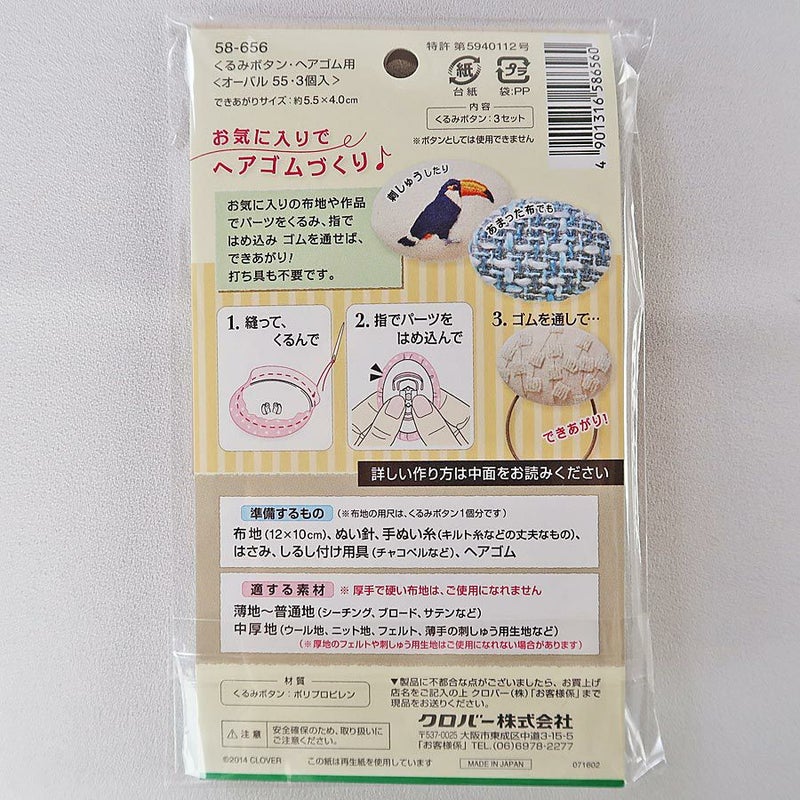 58-656
くるみボタン・ヘアゴム用
<オーバル 55・3個入>
できあがりサイズ:約5.5×4.0cm
特許 第5940112号
紙
台紙
プラ
袋:PP
内容
くるみボタン:3セット
※ボタンとしては使用できません
4 901316 586560
お気に入りで
ヘアゴムづくり♪
お気に入りの布地や作品
でパーツをくるみ、指で
はめ込み ゴムを通せば、
できあがり!
打ち具も不要です。
刺しゅうしたり
あまった布でも
1. 縫って、
くるんで
2. 指でパーツを
はめ込んで
3. ゴムを通して…
できあがり!
詳しい作り方は中面をお読みください
準備するもの (※布地の用尺は、くるみボタン1個分です)
布地(12×10cm)、ぬい針、手ぬい糸(キルト糸などの丈夫なもの)、
はさみ、しるし付け用具(チャコペルなど)、ヘアゴム
適する素材 ※厚手で硬い布地は、ご使用になれません
薄地〜普通地(シーチング、ブロード、サテンなど)
中厚地(ウール地、ニット地、フェルト、薄手の刺しゅう用生地など)
(※厚地のフェルトや刺しゅう用生地はご使用になれない場合があります)
材質
くるみボタン:ポリプロピレン
▼製品に不都合な点がございましたら、お買上げ
店名をご記入の上 クロバー(株)「お客様係」まで
現品をお送りください。
クロバー株式会社
〒537-0025 大阪市東成区中道3-15-5
「お客様係」TEL.(06)6978-2277
注意
安全確保のため、取り扱いに
ご注意ください。
©2014 CLOVER
この紙は再生紙を使用しています
MADE IN JAPAN
071602